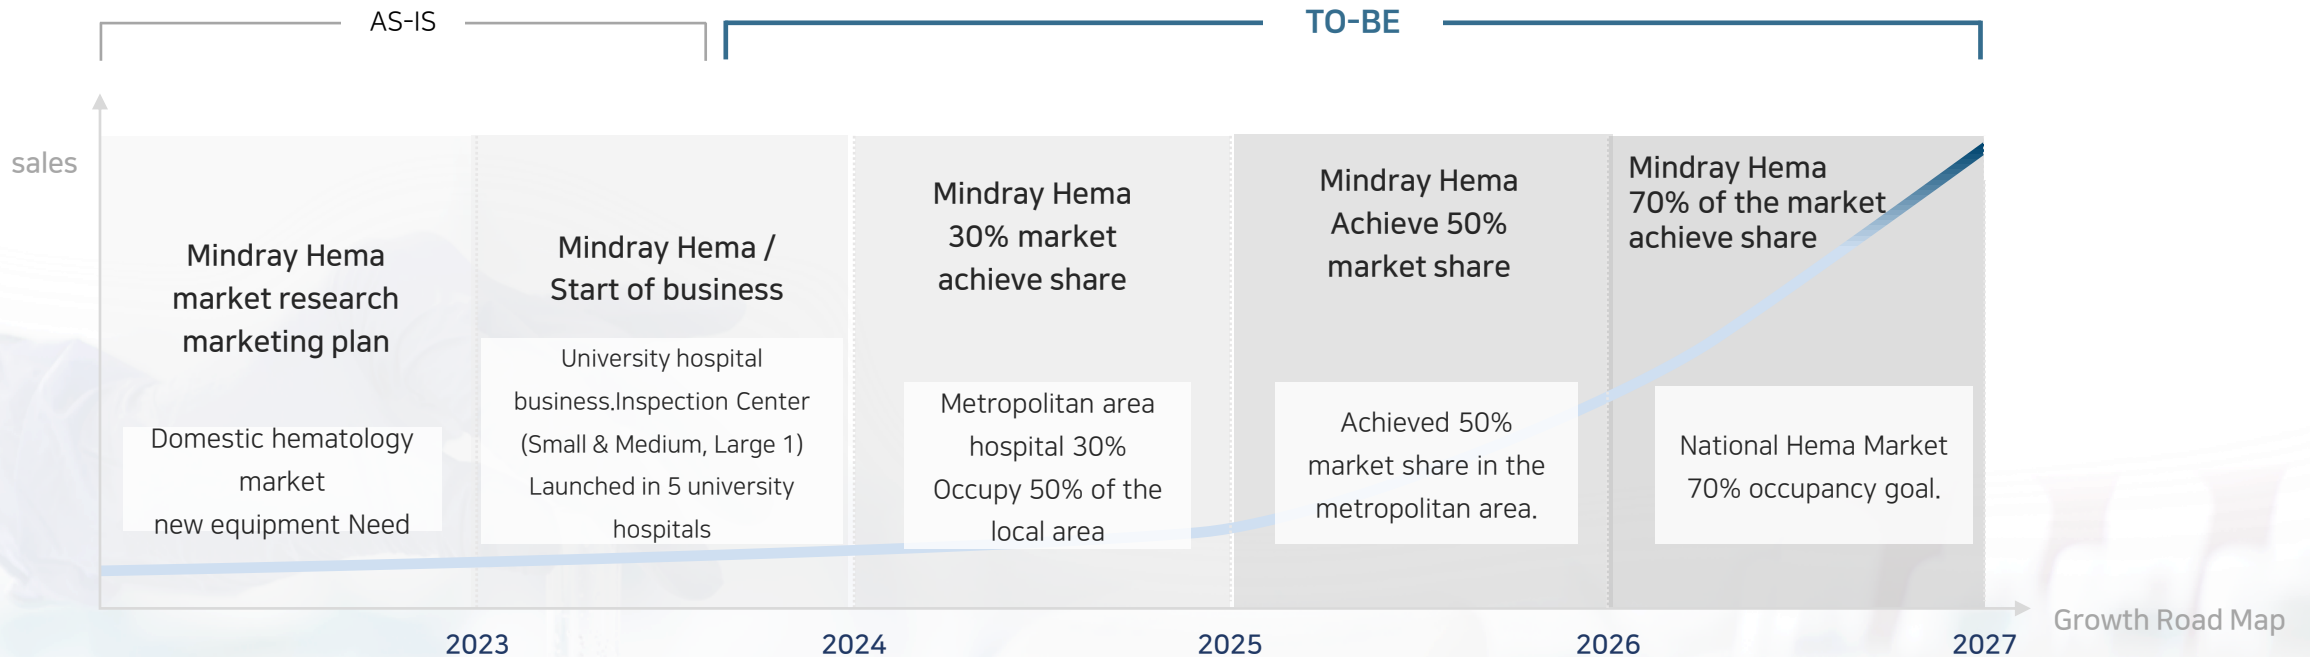 AS-IS
TO-BE
sales
Mindray Hema
market research
marketing plan
Domestic hematology
market
new equipment Need
Mindray Hema /
Start of business
University hospital
business.Inspection Center
(Small & Medium, Large 1)
Launched in 5 university
hospitals
Mindray Hema
30% market
achieve share
Metropolitan area
hospital 30%
Occupy 50% of the
local area
Mindray Hema
Achieve 50%
market share
Achieved 50%
market share in the
metropolitan area.
Mindray Hema
70% of the market
achieve share
National Hema Market
70% occupancy goal.
2023
2024
2025
2026
2027
Growth Road Map